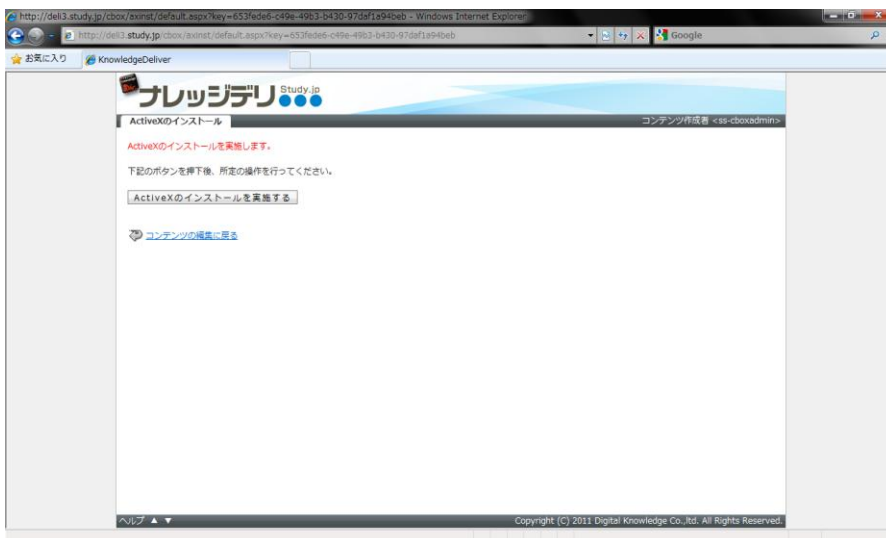 http://deli3.study.jp/cbox/axinst/default.aspx?key=653fede6-c49e-49b3-b430-97daf1a94beb - Windows Internet Explorer
http://deli3.study.jp/cbox/axinst/default.aspx?key=653fede6-c49e-49b3-b430-97daf1a94beb
Google
お気に入り
KnowledgeDeliver
ナレッジデリ Study.jp
ActiveXのインストール
コンテンツ作成者 <ss-cboxadmin>
ActiveXのインストールを実施します。
下記のボタンを押下後、所定の操作を行ってください。
ActiveXのインストールを実施する
コンテンツの編集に戻る
ヘルプ ▲ ▼
Copyright (C) 2011 Digital Knowledge Co.,ltd. All Rights Reserved.